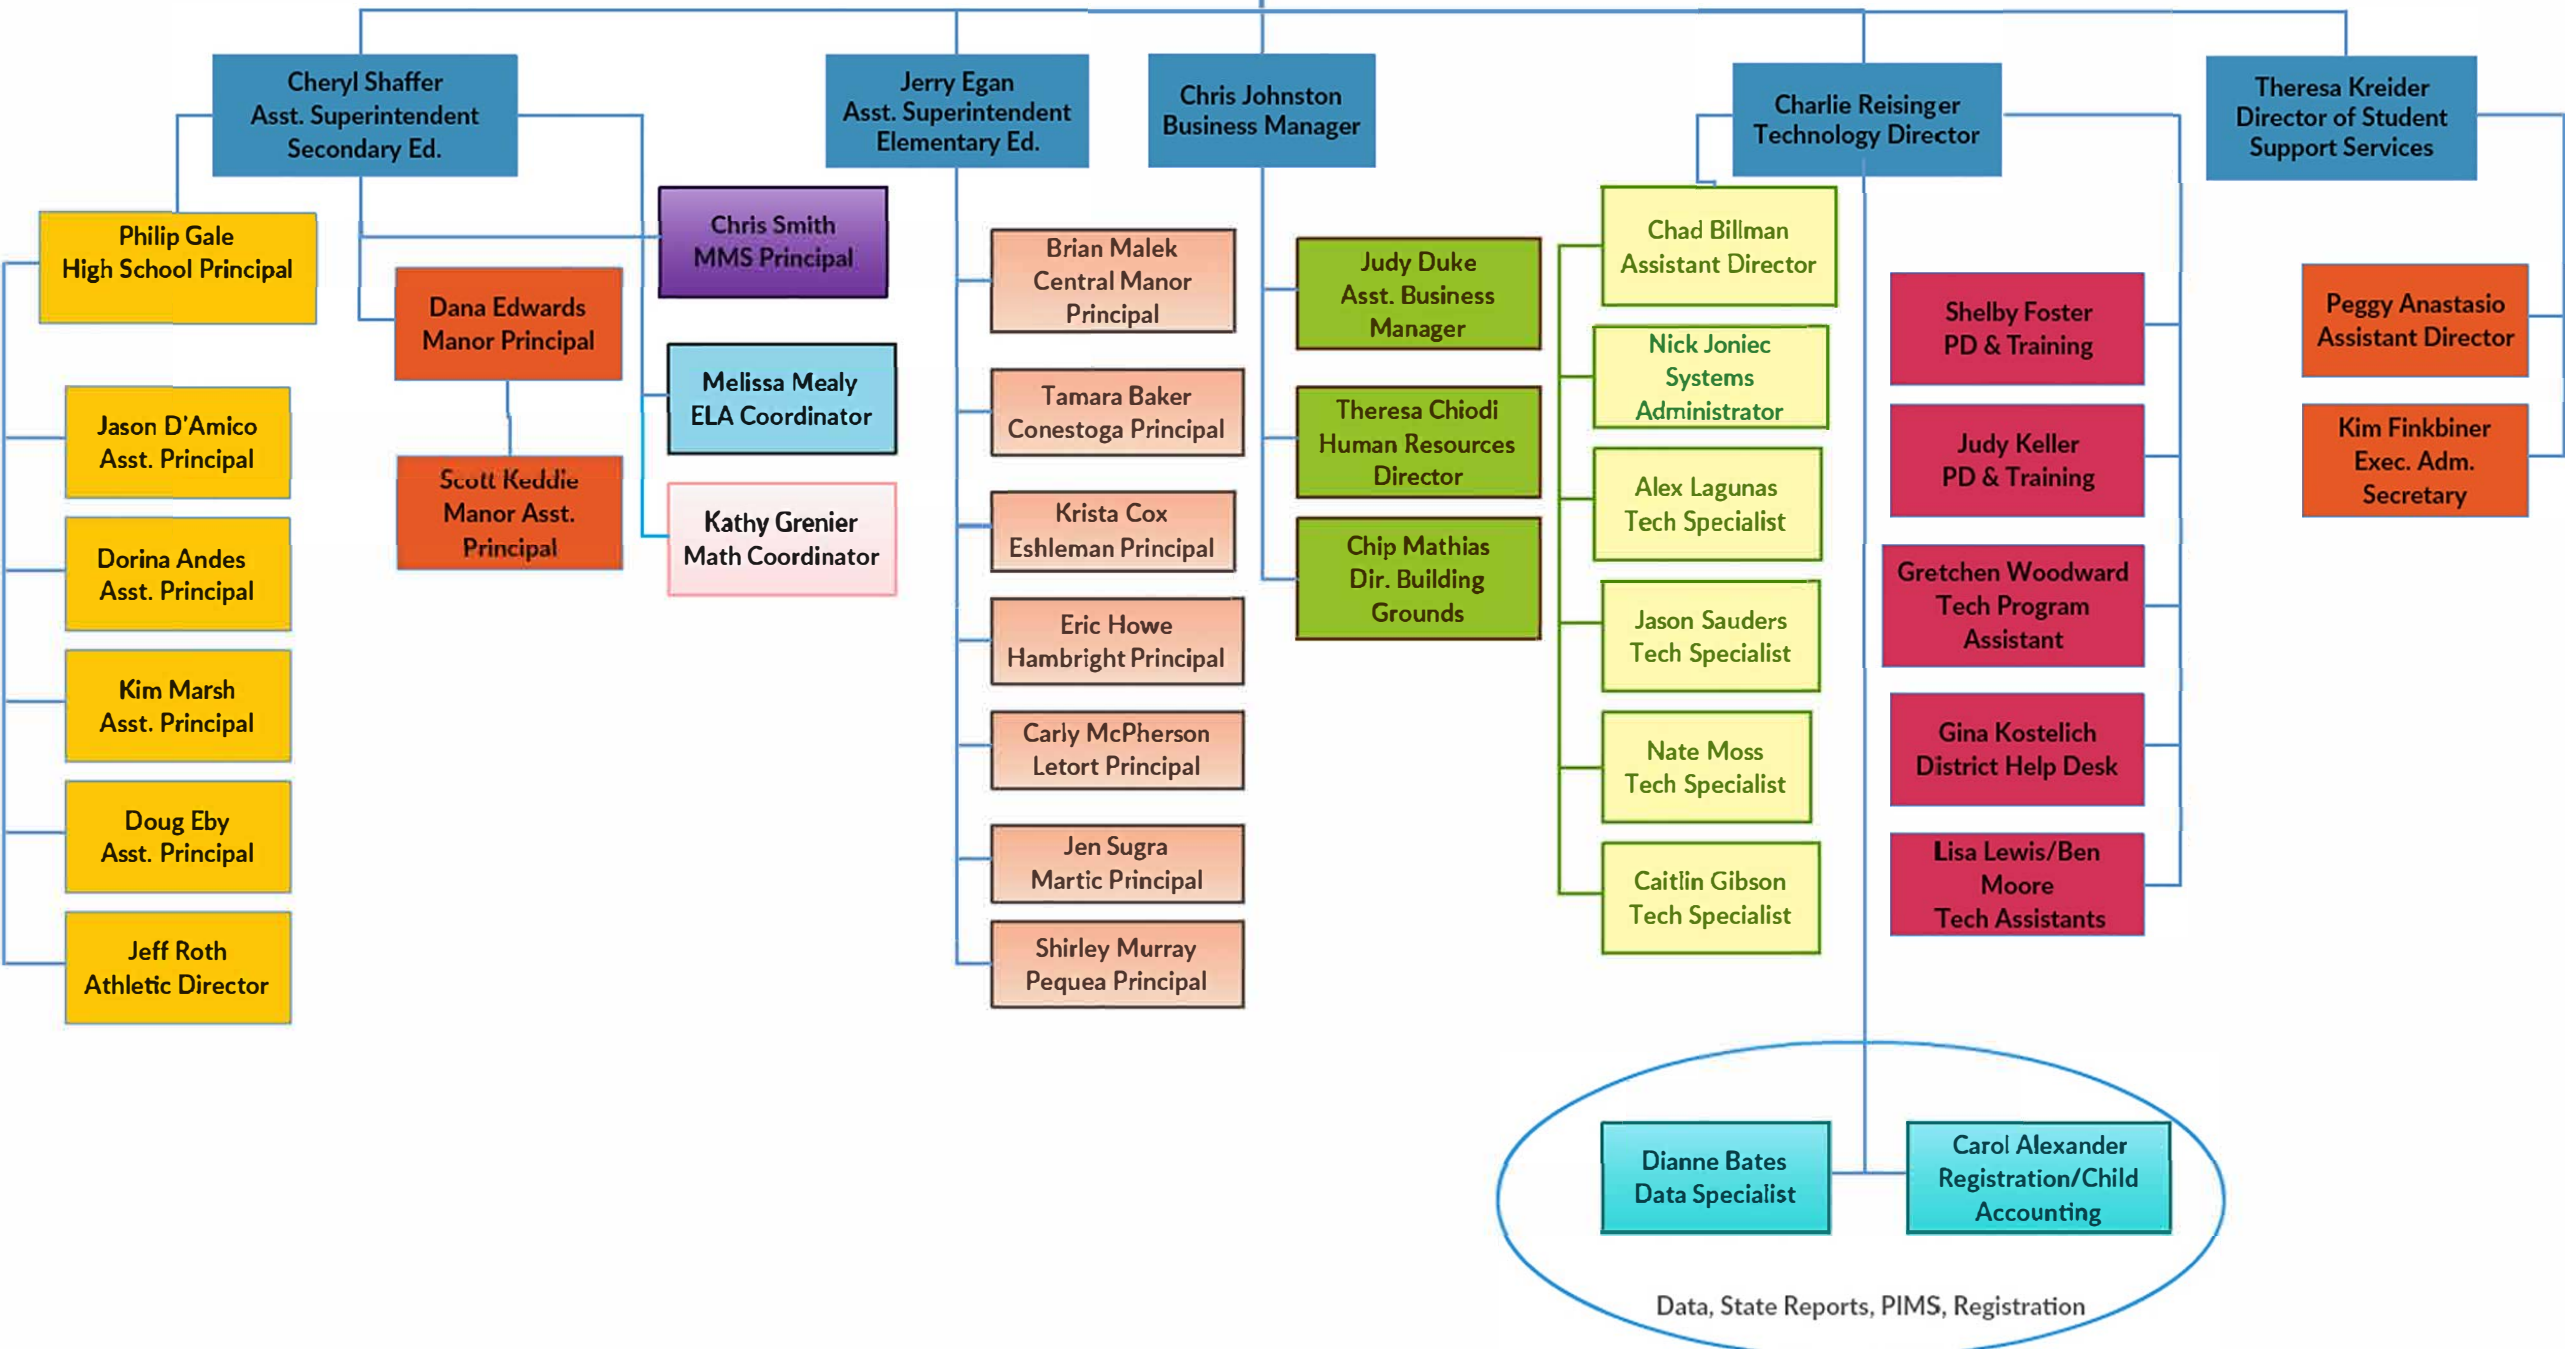 Cheryl Shaffer
Asst. Superintendent
Secondary Ed.
Jerry Egan
Asst. Superintendent
Elementary Ed.
Chris Johnston
Business Manager
Charlie Reisinger
Technology Director
Theresa Kreider
Director of Student
Support Services
Philip Gale
High School Principal
Jason D'Amico
Asst. Principal
Dorina Andes
Asst. Principal
Kim Marsh
Asst. Principal
Doug Eby
Asst. Principal
Jeff Roth
Athletic Director
Dana Edwards
Manor Principal
Scott Keddie
Manor Asst.
Principal
Chris Smith
MMS Principal
Melissa Mealy
ELA Coordinator
Kathy Grenier
Math Coordinator
Brian Malek
Central Manor
Principal
Tamara Baker
Conestoga Principal
Krista Cox
Eshleman Principal
Eric Howe
Hambright Principal
Carly McPherson
Letort Principal
Jen Sugra
Martic Principal
Shirley Murray
Pequea Principal
Judy Duke
Asst. Business
Manager
Theresa Chiodi
Human Resources
Director
Chip Mathias
Dir. Building
Grounds
Chad Billman
Assistant Director
Nick Joniec
Systems
Administrator
Alex Lagunas
Tech Specialist
Jason Sauders
Tech Specialist
Nate Moss
Tech Specialist
Caitlin Gibson
Tech Specialist
Shelby Foster
PD & Training
Judy Keller
PD & Training
Gretchen Woodward
Tech Program
Assistant
Gina Kostelich
District Help Desk
Lisa Lewis/Ben
Moore
Tech Assistants
Peggy Anastasio
Assistant Director
Kim Finkbiner
Exec. Adm.
Secretary
Dianne Bates
Data Specialist
Carol Alexander
Registration/Child
Accounting
Data, State Reports, PIMS, Registration